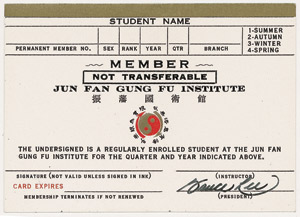 STUDENT NAME
1-SUMMER
2-AUTUMN
3-WINTER
4-SPRING
PERMANENT MEMBER NO. SEX RANK YEAR QTR BRANCH
MEMBER
NOT TRANSFERABLE
JUN FAN GUNG FU INSTITUTE
振藩國術館
THE UNDERSIGNED IS A REGULARLY ENROLLED STUDENT AT THE JUN FAN
GUNG FU INSTITUTE FOR THE QUARTER AND YEAR INDICATED ABOVE.
SIGNATURE (NOT VALID UNLESS SIGNED IN INK)
(INSTRUCTOR)
CARD EXPIRES
Bruce Lee
MEMBERSHIP TERMINATES IF NOT RENEWED
(PRESIDENT)